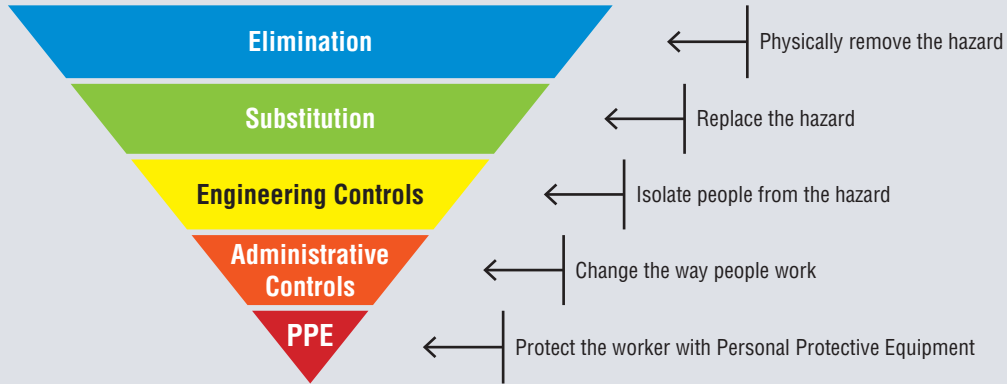 Elimination
Physically remove the hazard
Substitution
Replace the hazard
Engineering Controls
Isolate people from the hazard
Administrative
Controls
Change the way people work
PPE
Protect the worker with Personal Protective Equipment